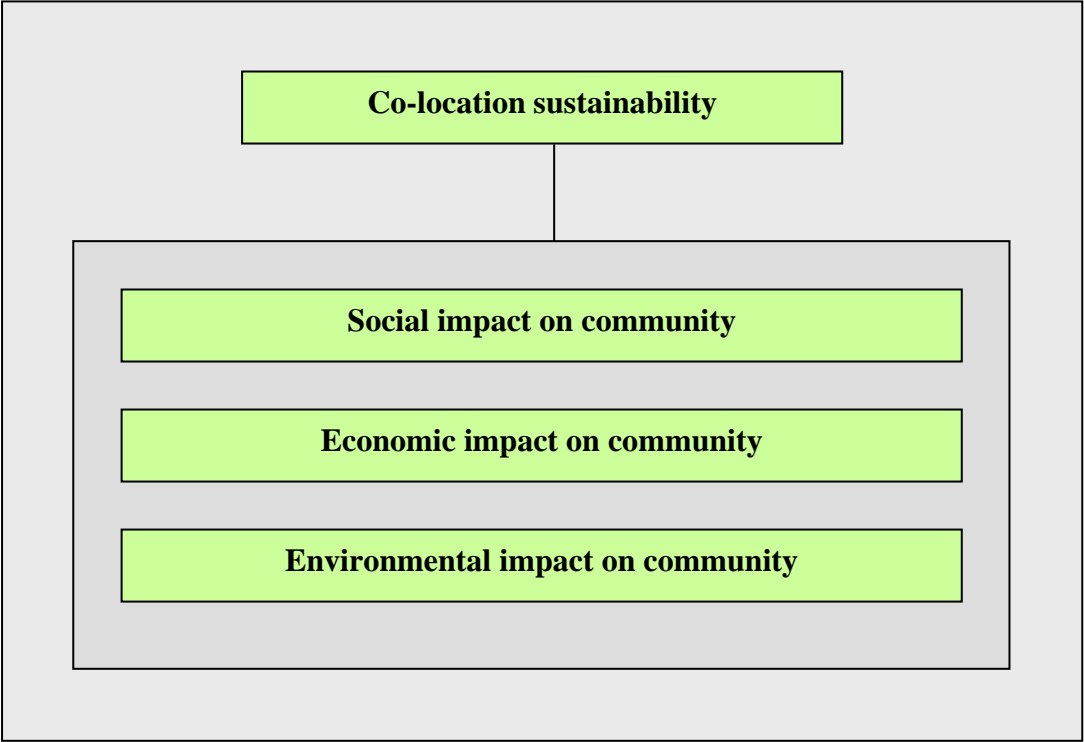 Co-location sustainability
Social impact on community
Economic impact on community
Environmental impact on community